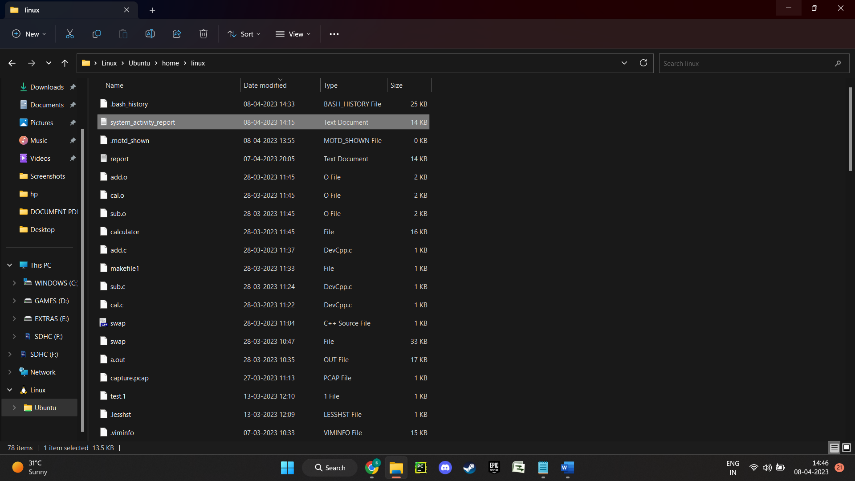 linux
New
Sort
View
Linux > Ubuntu > home > linux
Search linux
Downloads
Documents
Pictures
Music
Videos
Screenshots
hp
DOCUMENT PDF
Desktop
This PC
WINDOWS (C:
GAMES (D:)
EXTRAS (E:)
SDHC (F:)
SDHC (F:)
Network
Linux
Ubuntu
Name Date modified Type Size
.bash_history 08-04-2023 14:33 BASH_HISTORY File 25 KB
system_activity_report 08-04-2023 14:15 Text Document 14 KB
.motd_shown 08-04-2023 13:55 MOTD_SHOWN File 0 KB
report 07-04-2023 20:05 Text Document 14 KB
add.o 28-03-2023 11:45 O File 2 KB
cal.o 28-03-2023 11:45 O File 2 KB
sub.o 28-03-2023 11:45 O File 2 KB
calculator 28-03-2023 11:45 File 16 KB
add.c 28-03-2023 11:37 DevCpp.c 1 KB
makefile1 28-03-2023 11:33 File 1 KB
sub.c 28-03-2023 11:24 DevCpp.c 1 KB
cal.c 28-03-2023 11:22 DevCpp.c 1 KB
swap 28-03-2023 11:04 C++ Source File 1 KB
swap 28-03-2023 10:47 File 33 KB
a.out 28-03-2023 10:35 OUT File 17 KB
capture.pcap 27-03-2023 11:13 PCAP File 1 KB
test.1 13-03-2023 12:10 1 File 1 KB
.lesshst 13-03-2023 12:09 LESSHST File 1 KB
.viminfo 07-03-2023 10:33 VIMINFO File 15 KB
78 items 1 item selected 13.5 KB
31°C
Sunny
Search
EPIC
ENG
IN
14:46
08-04-2023
21